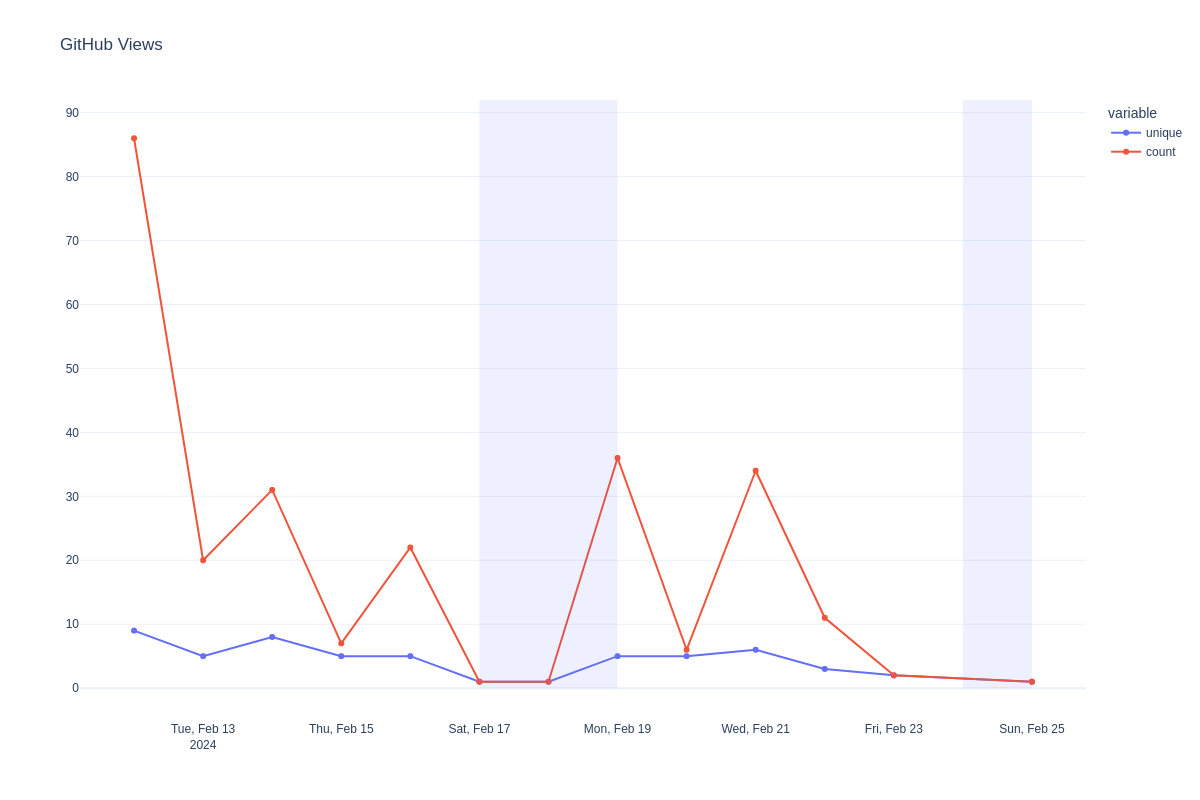 GitHub Views
90
80
70
60
50
40
30
20
10
0
Tue, Feb 13
2024
Thu, Feb 15
Sat, Feb 17
Mon, Feb 19
Wed, Feb 21
Fri, Feb 23
Sun, Feb 25
variable
unique
count